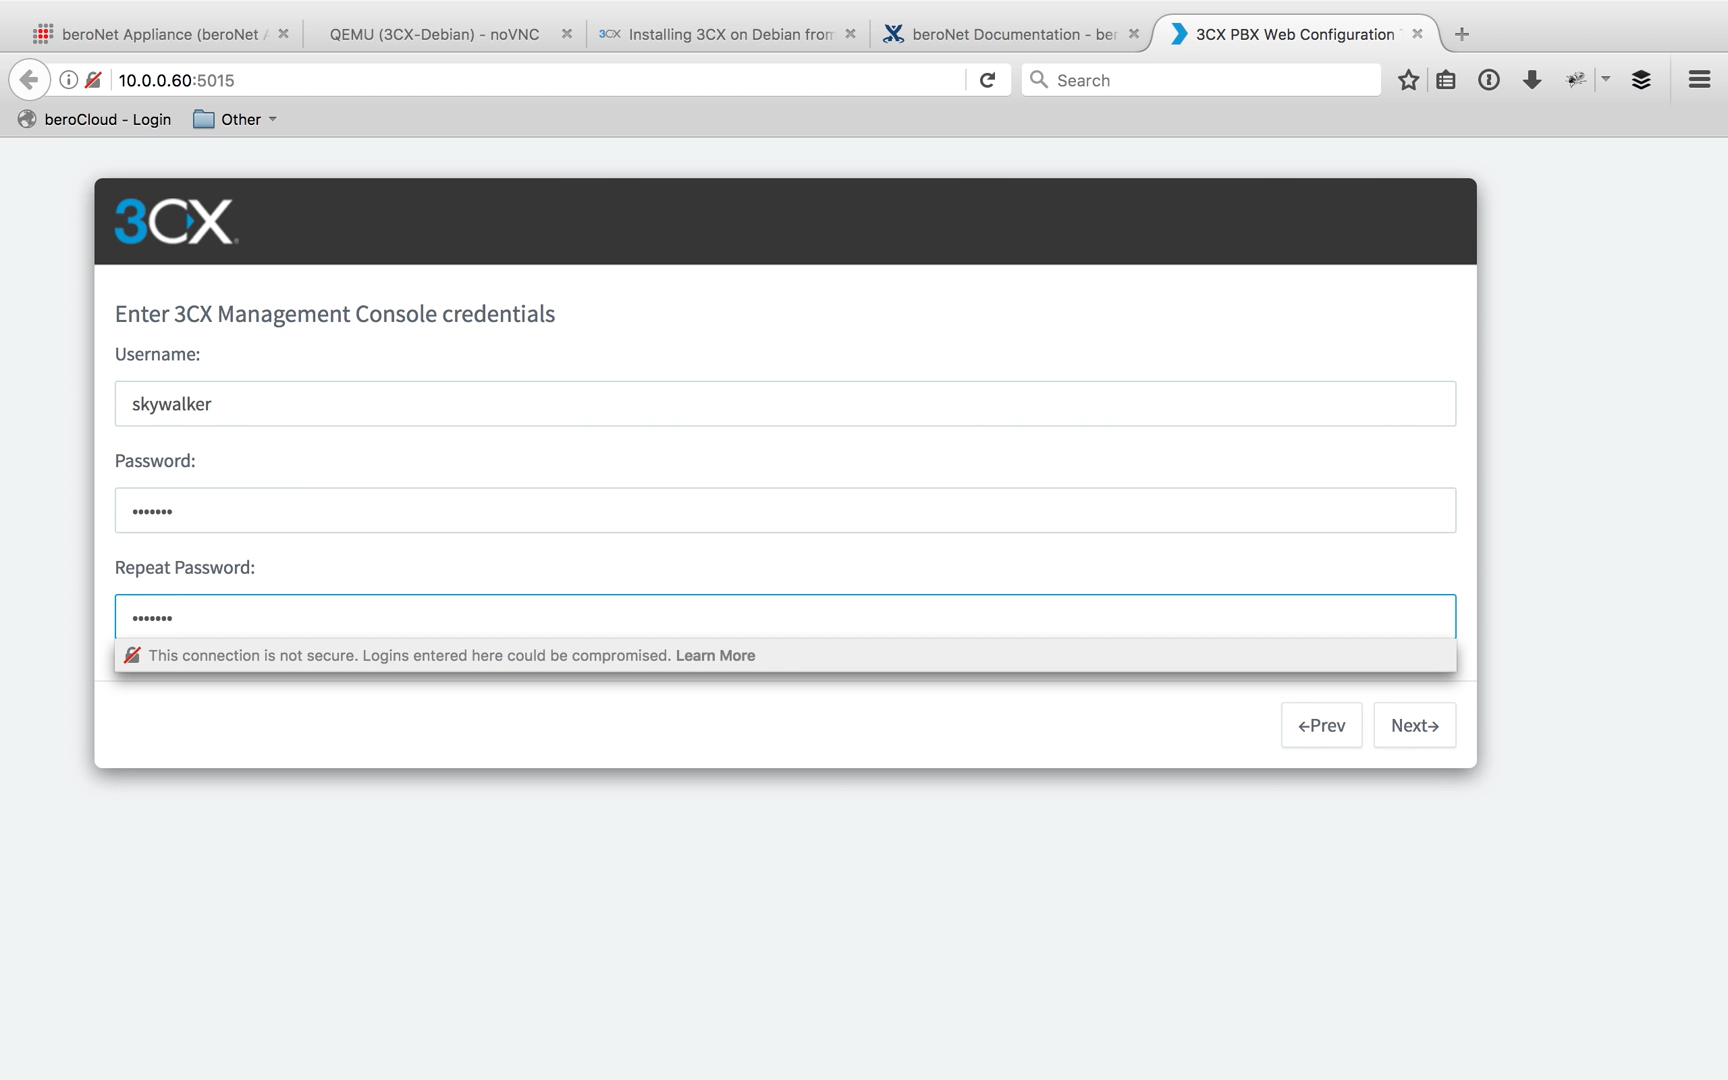 beroNet Appliance (beroNet A
QEMU (3CX-Debian) - noVNC
3CX Installing 3CX on Debian from
beroNet Documentation - ber
3CX PBX Web Configuration T
10.0.0.60:5015
Search
beroCloud - Login
Other
3CX
Enter 3CX Management Console credentials
Username:
skywalker
Password:
•••••••
Repeat Password:
•••••••
This connection is not secure. Logins entered here could be compromised. Learn More
←Prev
Next→